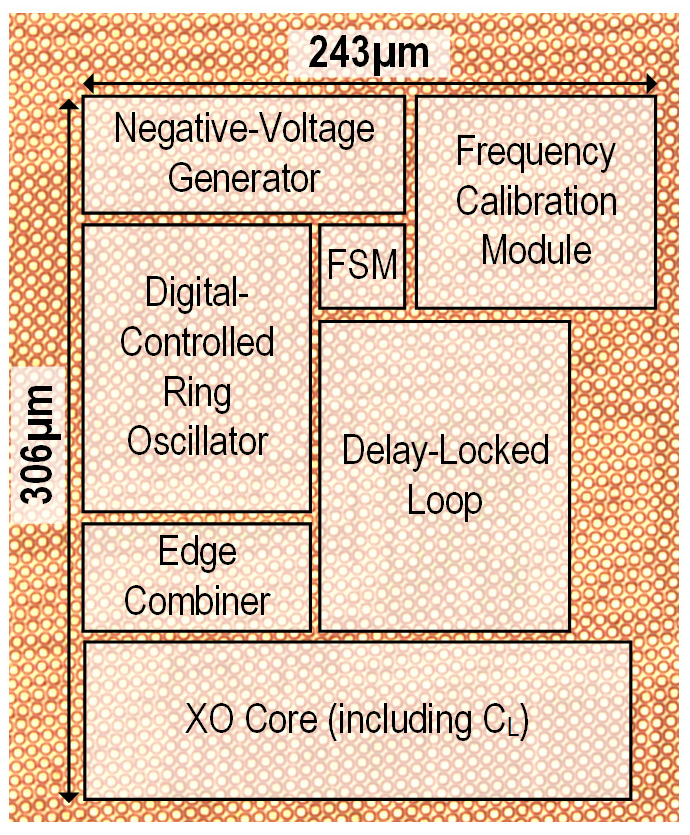 243µm
Negative-Voltage
Generator
Frequency
Calibration
Module
FSM
Digital-
Controlled
Ring
Oscillator
306µm
Delay-Locked
Loop
Edge
Combiner
XO Core (including CL)